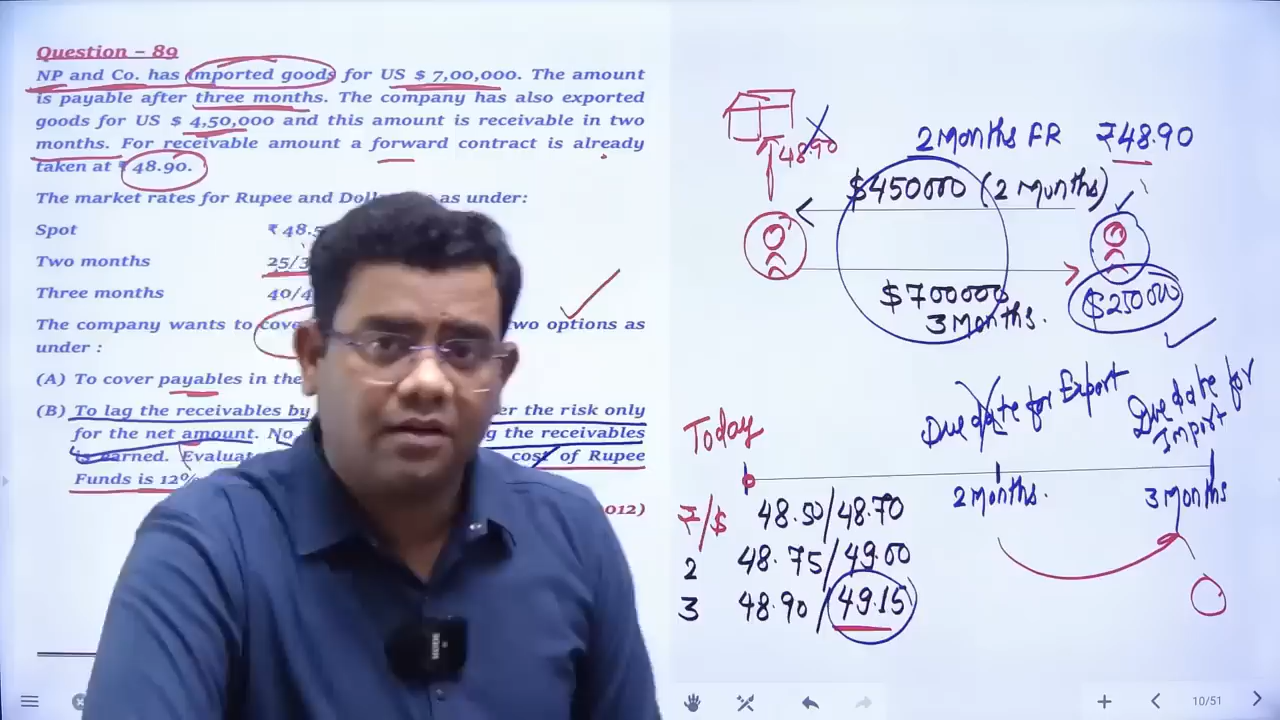 Question – 89
NP and Co. has imported goods for US $ 7,00,000. The amount
is payable after three months. The company has also exported
goods for US $ 4,50,000 and this amount is receivable in two
months. For receivable amount a forward contract is already
taken at ₹ 48.90.
The market rates for Rupee and as under:
Spot ₹ 48.5
Two months 25/3
Three months 40/4
The company wants to two options as
under :
(A) To cover payables in the
(B) To lag the receivables by the risk only
for the net amount. the receivables
is earned. cost of Rupee
Funds is 12%
012)
48.90
2 months FR ₹48.90
$450000 (2 Months)
$700000
3 Months.
$250000
Today
Due date for Export
Due date for
Import
2 months.
3 months
₹/$ 48.50/48.70
2 48.75/49.00
3 48.90/49.15
10/51